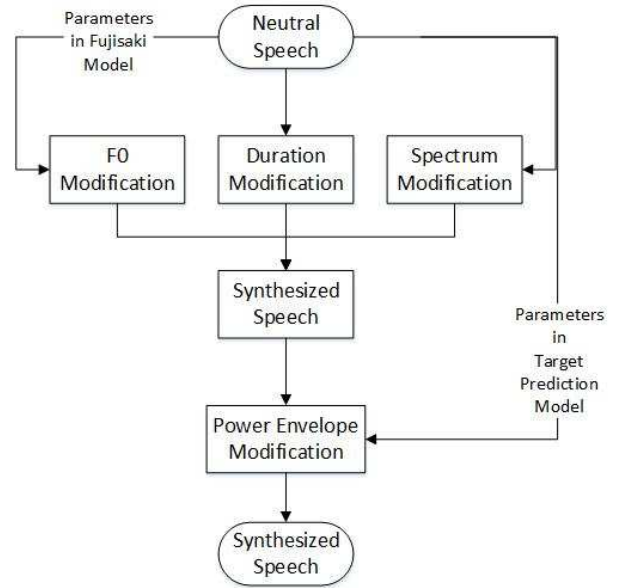 Parameters
in Fujisaki
Model
Neutral
Speech
F0
Modification
Duration
Modification
Spectrum
Modification
Synthesized
Speech
Parameters
in
Target
Prediction
Model
Power Envelope
Modification
Synthesized
Speech